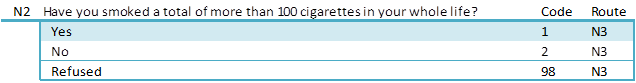 N2 Have you smoked a total of more than 100 cigarettes in your whole life? Code Route
Yes 1 N3
No 2 N3
Refused 98 N3